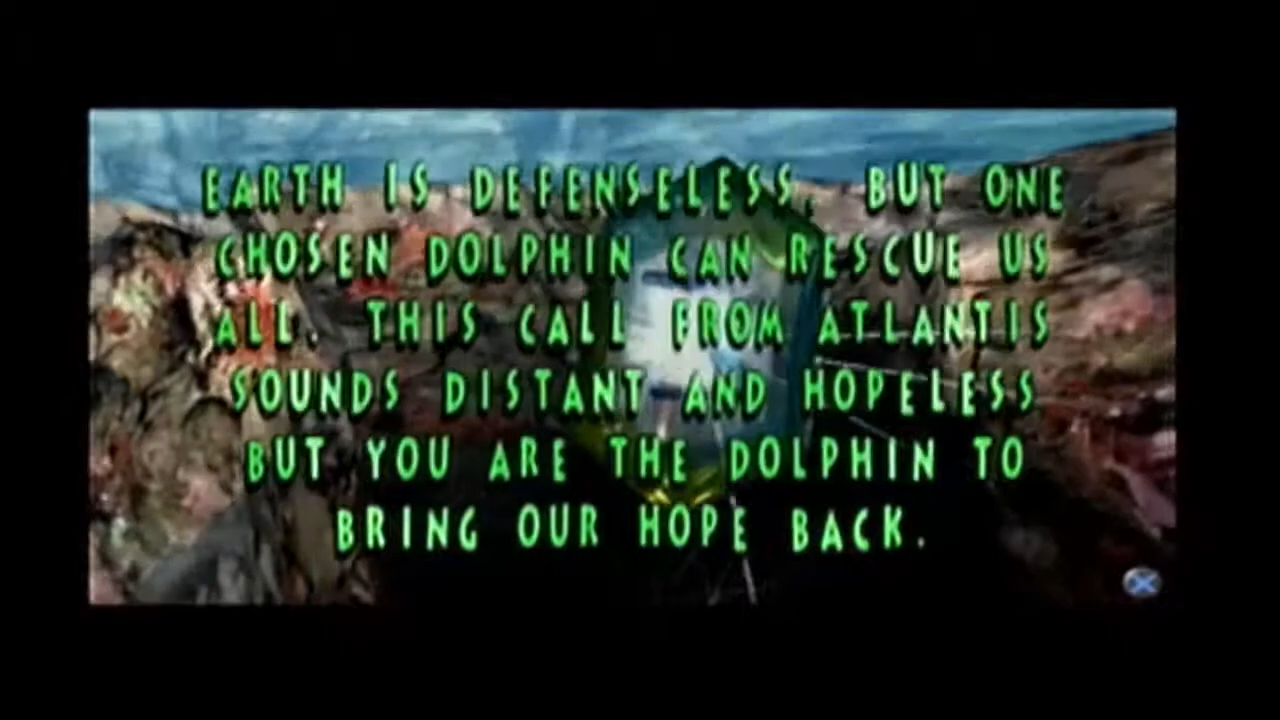 EARTH IS DEFENSELESS. BUT ONE
CHOSEN DOLPHIN CAN RESCUE US
ALL. THIS CALL FROM ATLANTIS
SOUNDS DISTANT AND HOPELESS
BUT YOU ARE THE DOLPHIN TO
BRING OUR HOPE BACK.